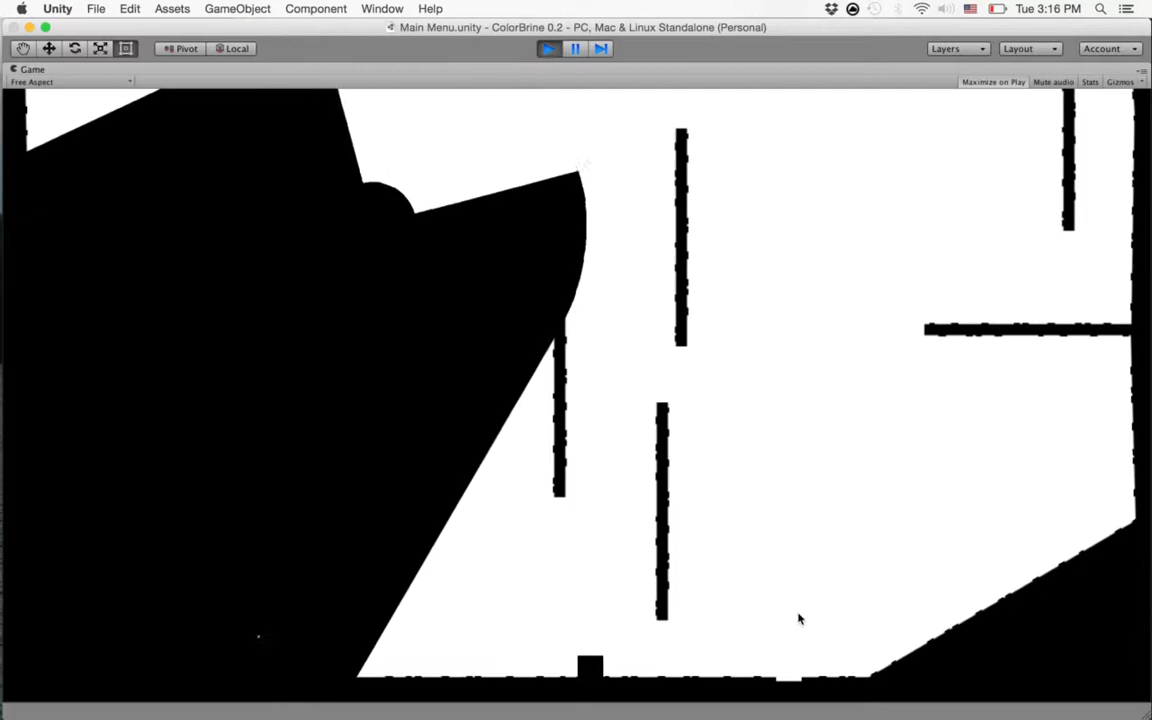 Unity File Edit Assets GameObject Component Window Help Tue 3:16 PM
Main Menu.unity - ColorBrine 0.2 - PC, Mac & Linux Standalone (Personal)
Pivot Local Layers Layout Account
Game
Free Aspect Maximize on Play Mute audio Stats Gizmos